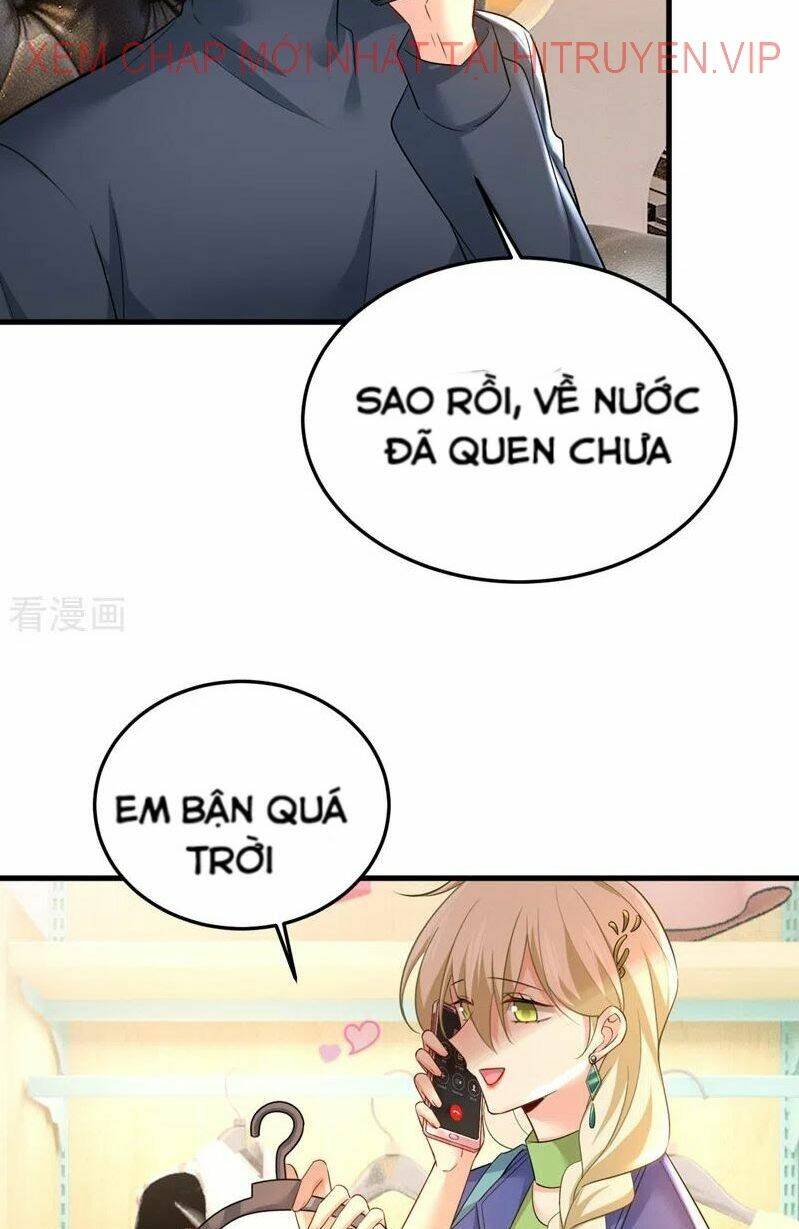 XEM CHAP MỚI NHẤT TẠI HITRUYEN.VIP
SAO RỒI, VỀ NƯỚC
ĐÃ QUEN CHƯA
看漫画
EM BẬN QUÁ
TRỜI